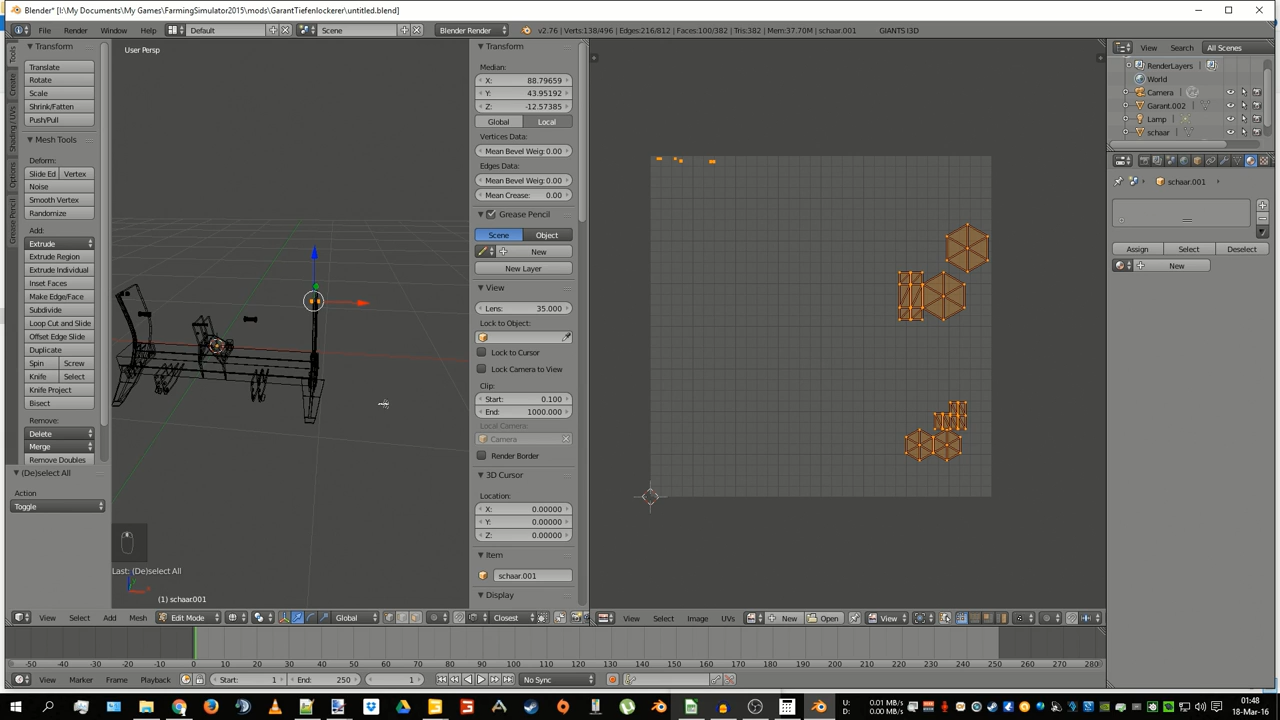 Blender* [I:\My Documents\My Games\FarmingSimulator2015\mods\GarantTiefenlockerer\untitled.blend]
File Render Window Help Default Scene Blender Render v2.76 | Verts:138/496 | Edges:216/812 | Faces:100/382 | Tris:382 | Mem:37.70M | schaar.001 GIANTS I3D
Tools
Create
Shading / UVs
Options
Grease Pencil
Transform
Translate
Rotate
Scale
Shrink/Fatten
Push/Pull
Mesh Tools
Deform:
Slide Ed Vertex
Noise
Smooth Vertex
Randomize
Add:
Extrude
Extrude Region
Extrude Individual
Inset Faces
Make Edge/Face
Subdivide
Loop Cut and Slide
Offset Edge Slide
Duplicate
Spin Screw
Knife Select
Knife Project
Bisect
Remove:
Delete
Merge
Remove Doubles
(De)select All
Action
Toggle
User Persp
Last: (De)select All
(1) schaar.001
Transform
Median:
X: 88.79659
Y: 43.95192
Z: -12.57385
Global Local
Vertices Data:
Mean Bevel Weig: 0.00
Edges Data:
Mean Bevel Weig: 0.00
Mean Crease: 0.00
Grease Pencil
Scene Object
New
New Layer
View
Lens: 35.000
Lock to Object:
Lock to Cursor
Lock Camera to View
Clip:
Start: 0.100
End: 1000.000
Local Camera:
Camera
Render Border
3D Cursor
Location:
X: 0.00000
Y: 0.00000
Z: 0.00000
Item
schaar.001
Display
View Search All Scenes
RenderLayers
World
Camera
Garant.002
Lamp
schaar
schaar.001
Assign Select Deselect
New
View Select Add Mesh Edit Mode Global Closest
View Select Image UVs New Open View
-50 -40 -30 -20 -10 0 10 20 30 40 50 60 70 80 90 100 110 120 130 140 150 160 170 180 190 200 210 220 230 240 250 260 270 280
View Marker Frame Playback Start: 1 End: 250 1 No Sync
U: 0.01 MB/s
D: 0.00 MB/s
01:48
18-Mar-16